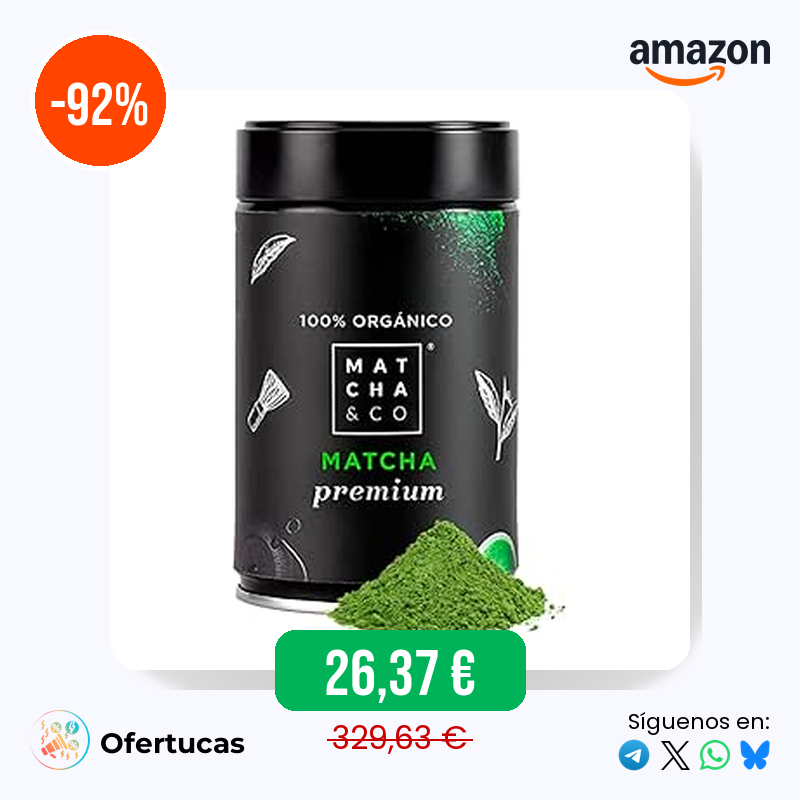 -92%
amazon
100% ORGÁNICO
MAT
CHA
& CO
®
MATCHA
premium
26,37 €
329,63 €
Ofertucas
Síguenos en: